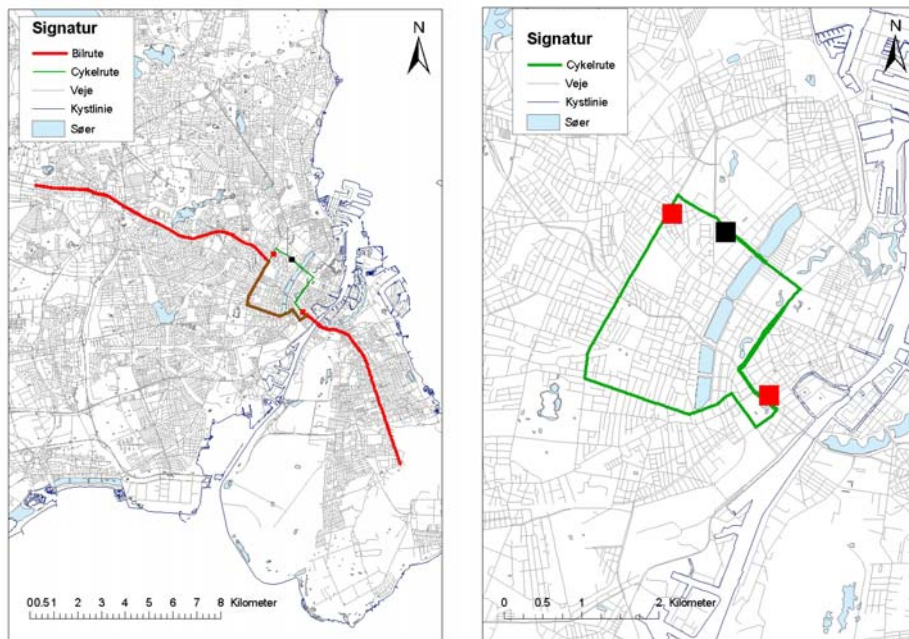 Signatur
Bilrute
Cykelrute
Veje
Kystlinie
Søer
N
00.51 2 3 4 5 6 7 8 Kilometer
Signatur
Cykelrute
Veje
Kystlinie
Søer
N
0 0.5 1 2 Kilometer